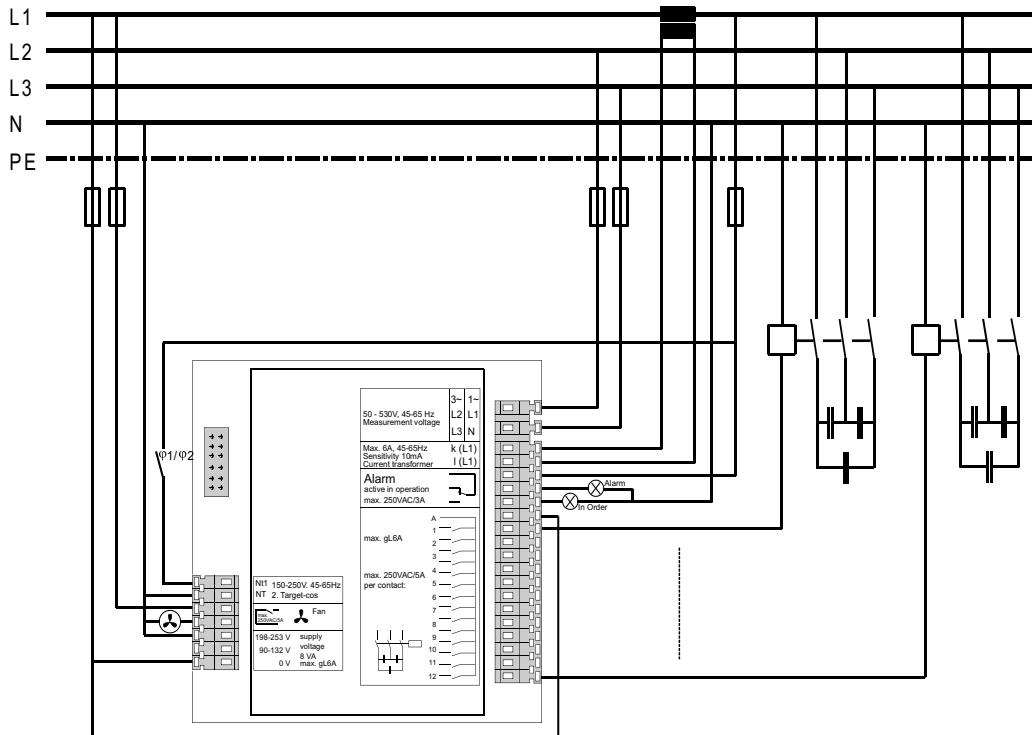 L1
L2
L3
N
PE
φ1/φ2
50 - 530V, 45-65 Hz
Measurement voltage
3~ 1~
L2 L1
L3 N
Max. 6A, 45-65Hz
Sensitivity 10mA
Current transformer
k (L1)
l (L1)
Alarm
active in operation
max. 250VAC/3A
Alarm
In Order
max. gL6A
max. 250VAC/5A
per contact:
A
1
2
3
4
5
6
7
8
9
10
11
12
Nt1 150-250V. 45-65Hz
NT 2. Target-cos
max.
250VAC/5A
Fan
198-253 V supply
voltage
90-132 V
8 VA
0 V max. gL6A